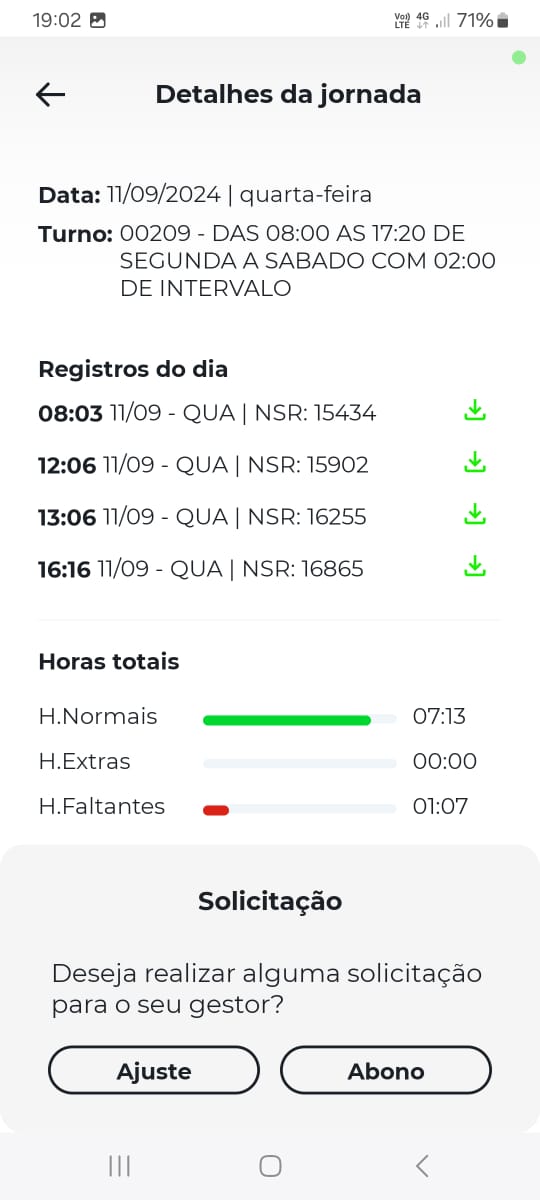 19:02
Vo)) LTE 4G 71%
Detalhes da jornada
Data: 11/09/2024 | quarta-feira
Turno: 00209 - DAS 08:00 AS 17:20 DE
SEGUNDA A SABADO COM 02:00
DE INTERVALO
Registros do dia
08:03 11/09 - QUA | NSR: 15434
12:06 11/09 - QUA | NSR: 15902
13:06 11/09 - QUA | NSR: 16255
16:16 11/09 - QUA | NSR: 16865
Horas totais
H.Normais 07:13
H.Extras 00:00
H.Faltantes 01:07
Solicitação
Deseja realizar alguma solicitação
para o seu gestor?
Ajuste Abono